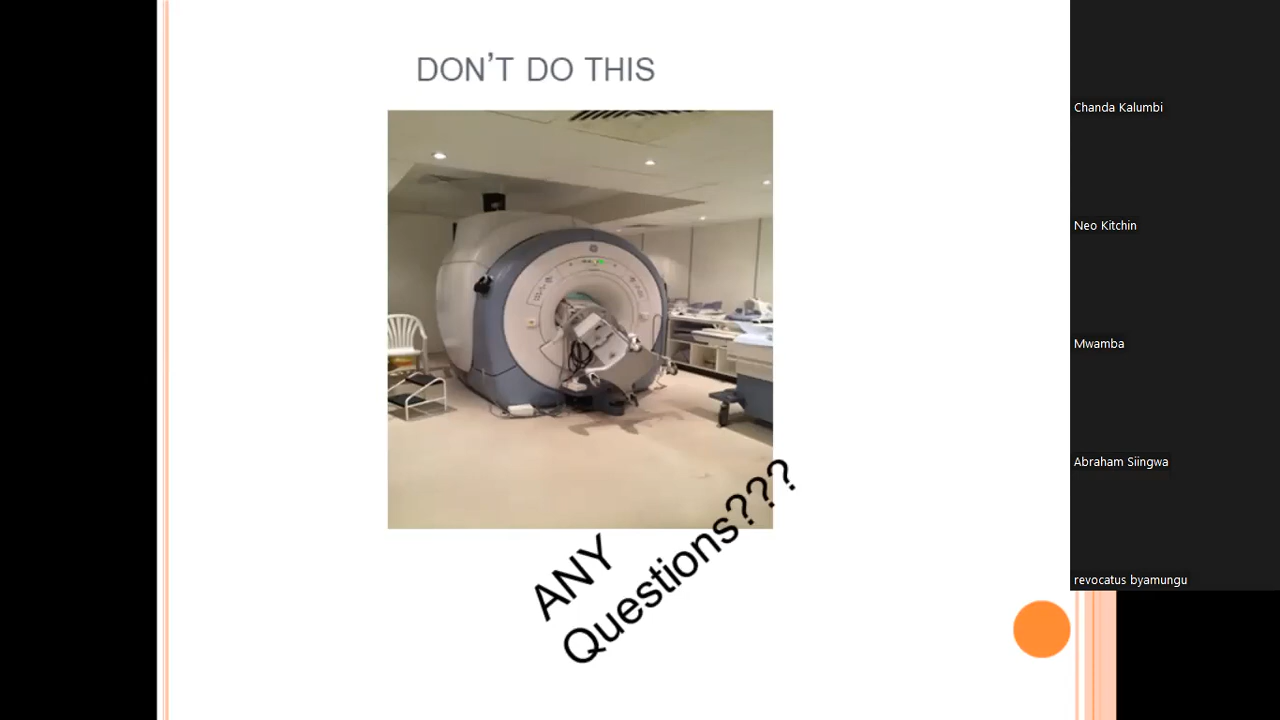 DON'T DO THIS
ANY
Questions???
Chanda Kalumbi
Neo Kitchin
Mwamba
Abraham Siingwa
revocatus byamungu